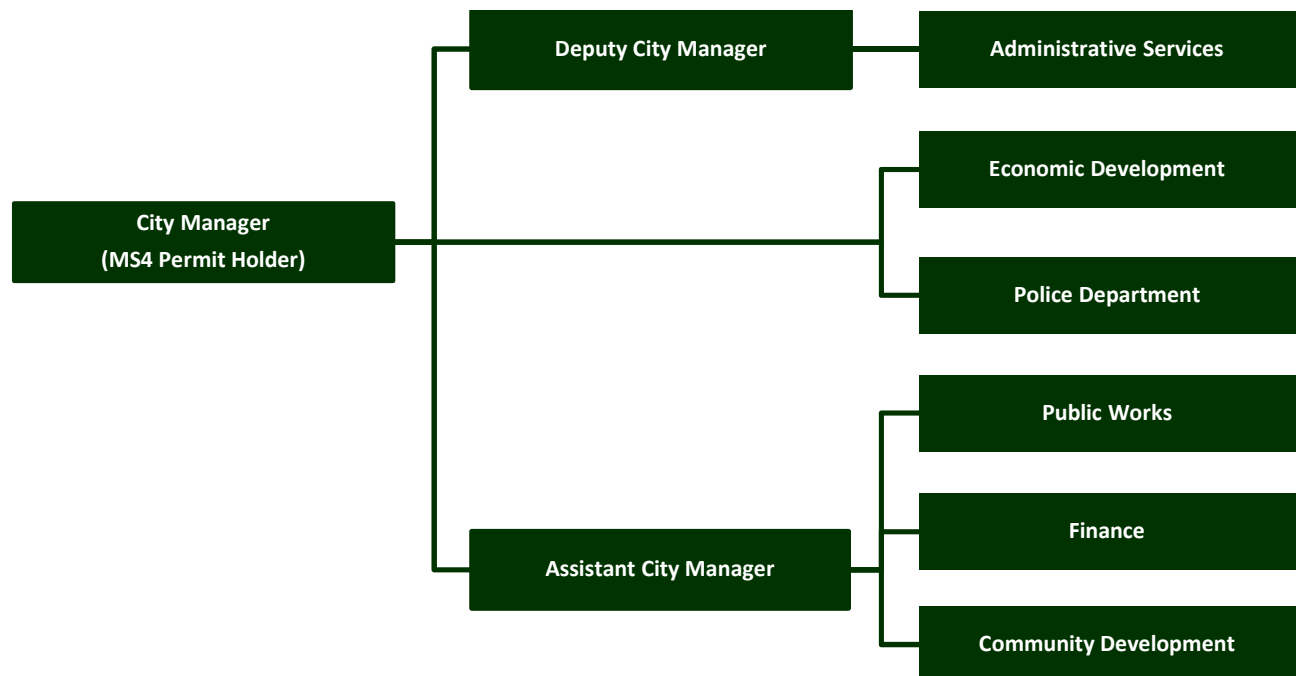 Deputy City Manager
Administrative Services
Economic Development
City Manager
(MS4 Permit Holder)
Police Department
Public Works
Finance
Assistant City Manager
Community Development